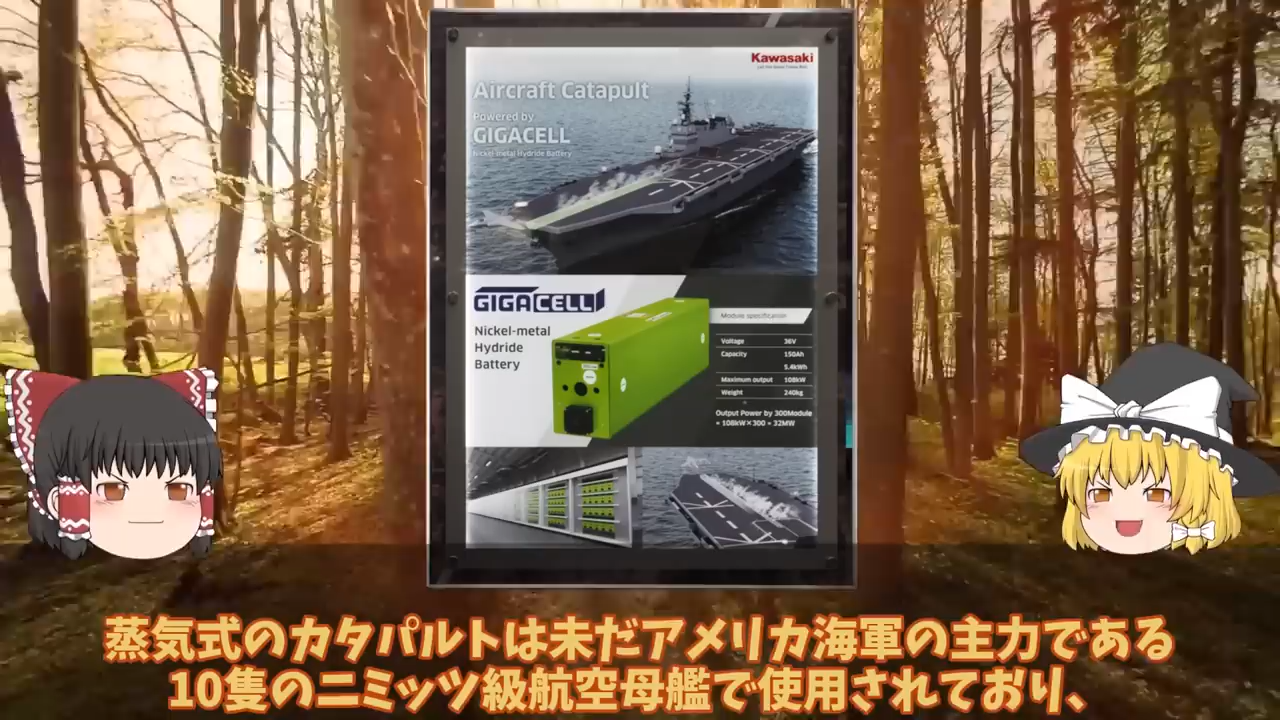 Kawasaki
Aircraft Catapult
Powered by
GIGACELL
Nickel-metal Hydride Battery
GIGACELL
Nickel-metal
Hydride
Battery
Module specification
Voltage 36V
Capacity 150Ah
5.4kWh
Maximum output 108kW
Weight 240kg
Output Power by 300Module
= 108kW×300 = 32MW
蒸気式のカタパルトは未だアメリカ海軍の主力である
10隻のニミッツ級航空母艦で使用されており、